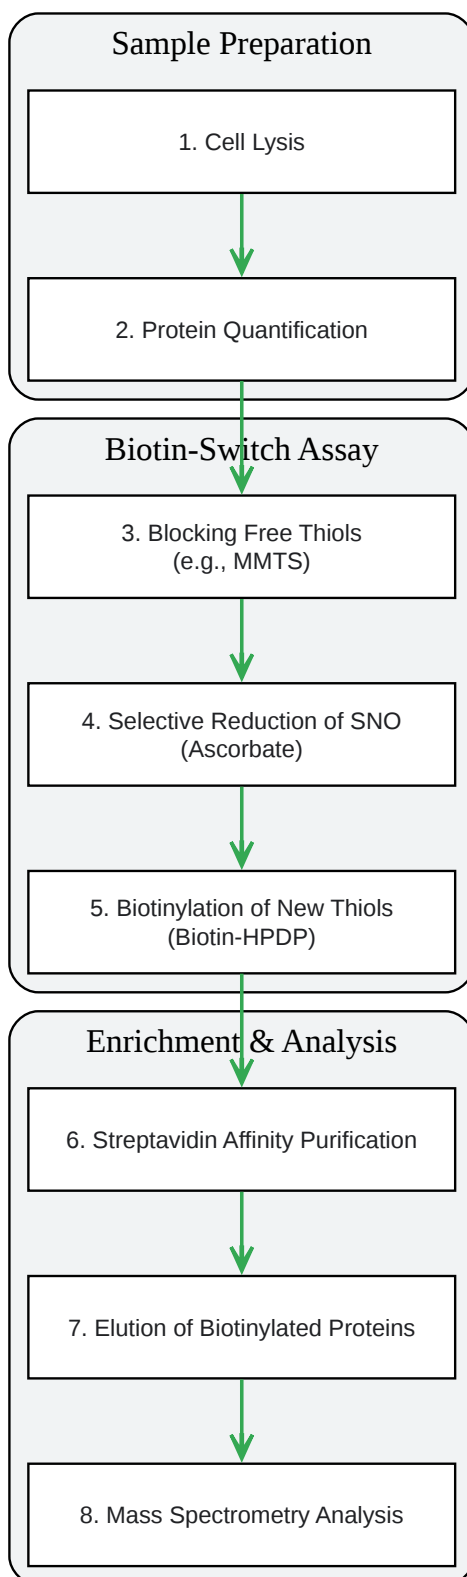 Sample Preparation
1. Cell Lysis
2. Protein Quantification
Biotin-Switch Assay
3. Blocking Free Thiols
(e.g., MMTS)
4. Selective Reduction of SNO
(Ascorbate)
5. Biotinylation of New Thiols
(Biotin-HPDP)
Enrichment & Analysis
6. Streptavidin Affinity Purification
7. Elution of Biotinylated Proteins
8. Mass Spectrometry Analysis